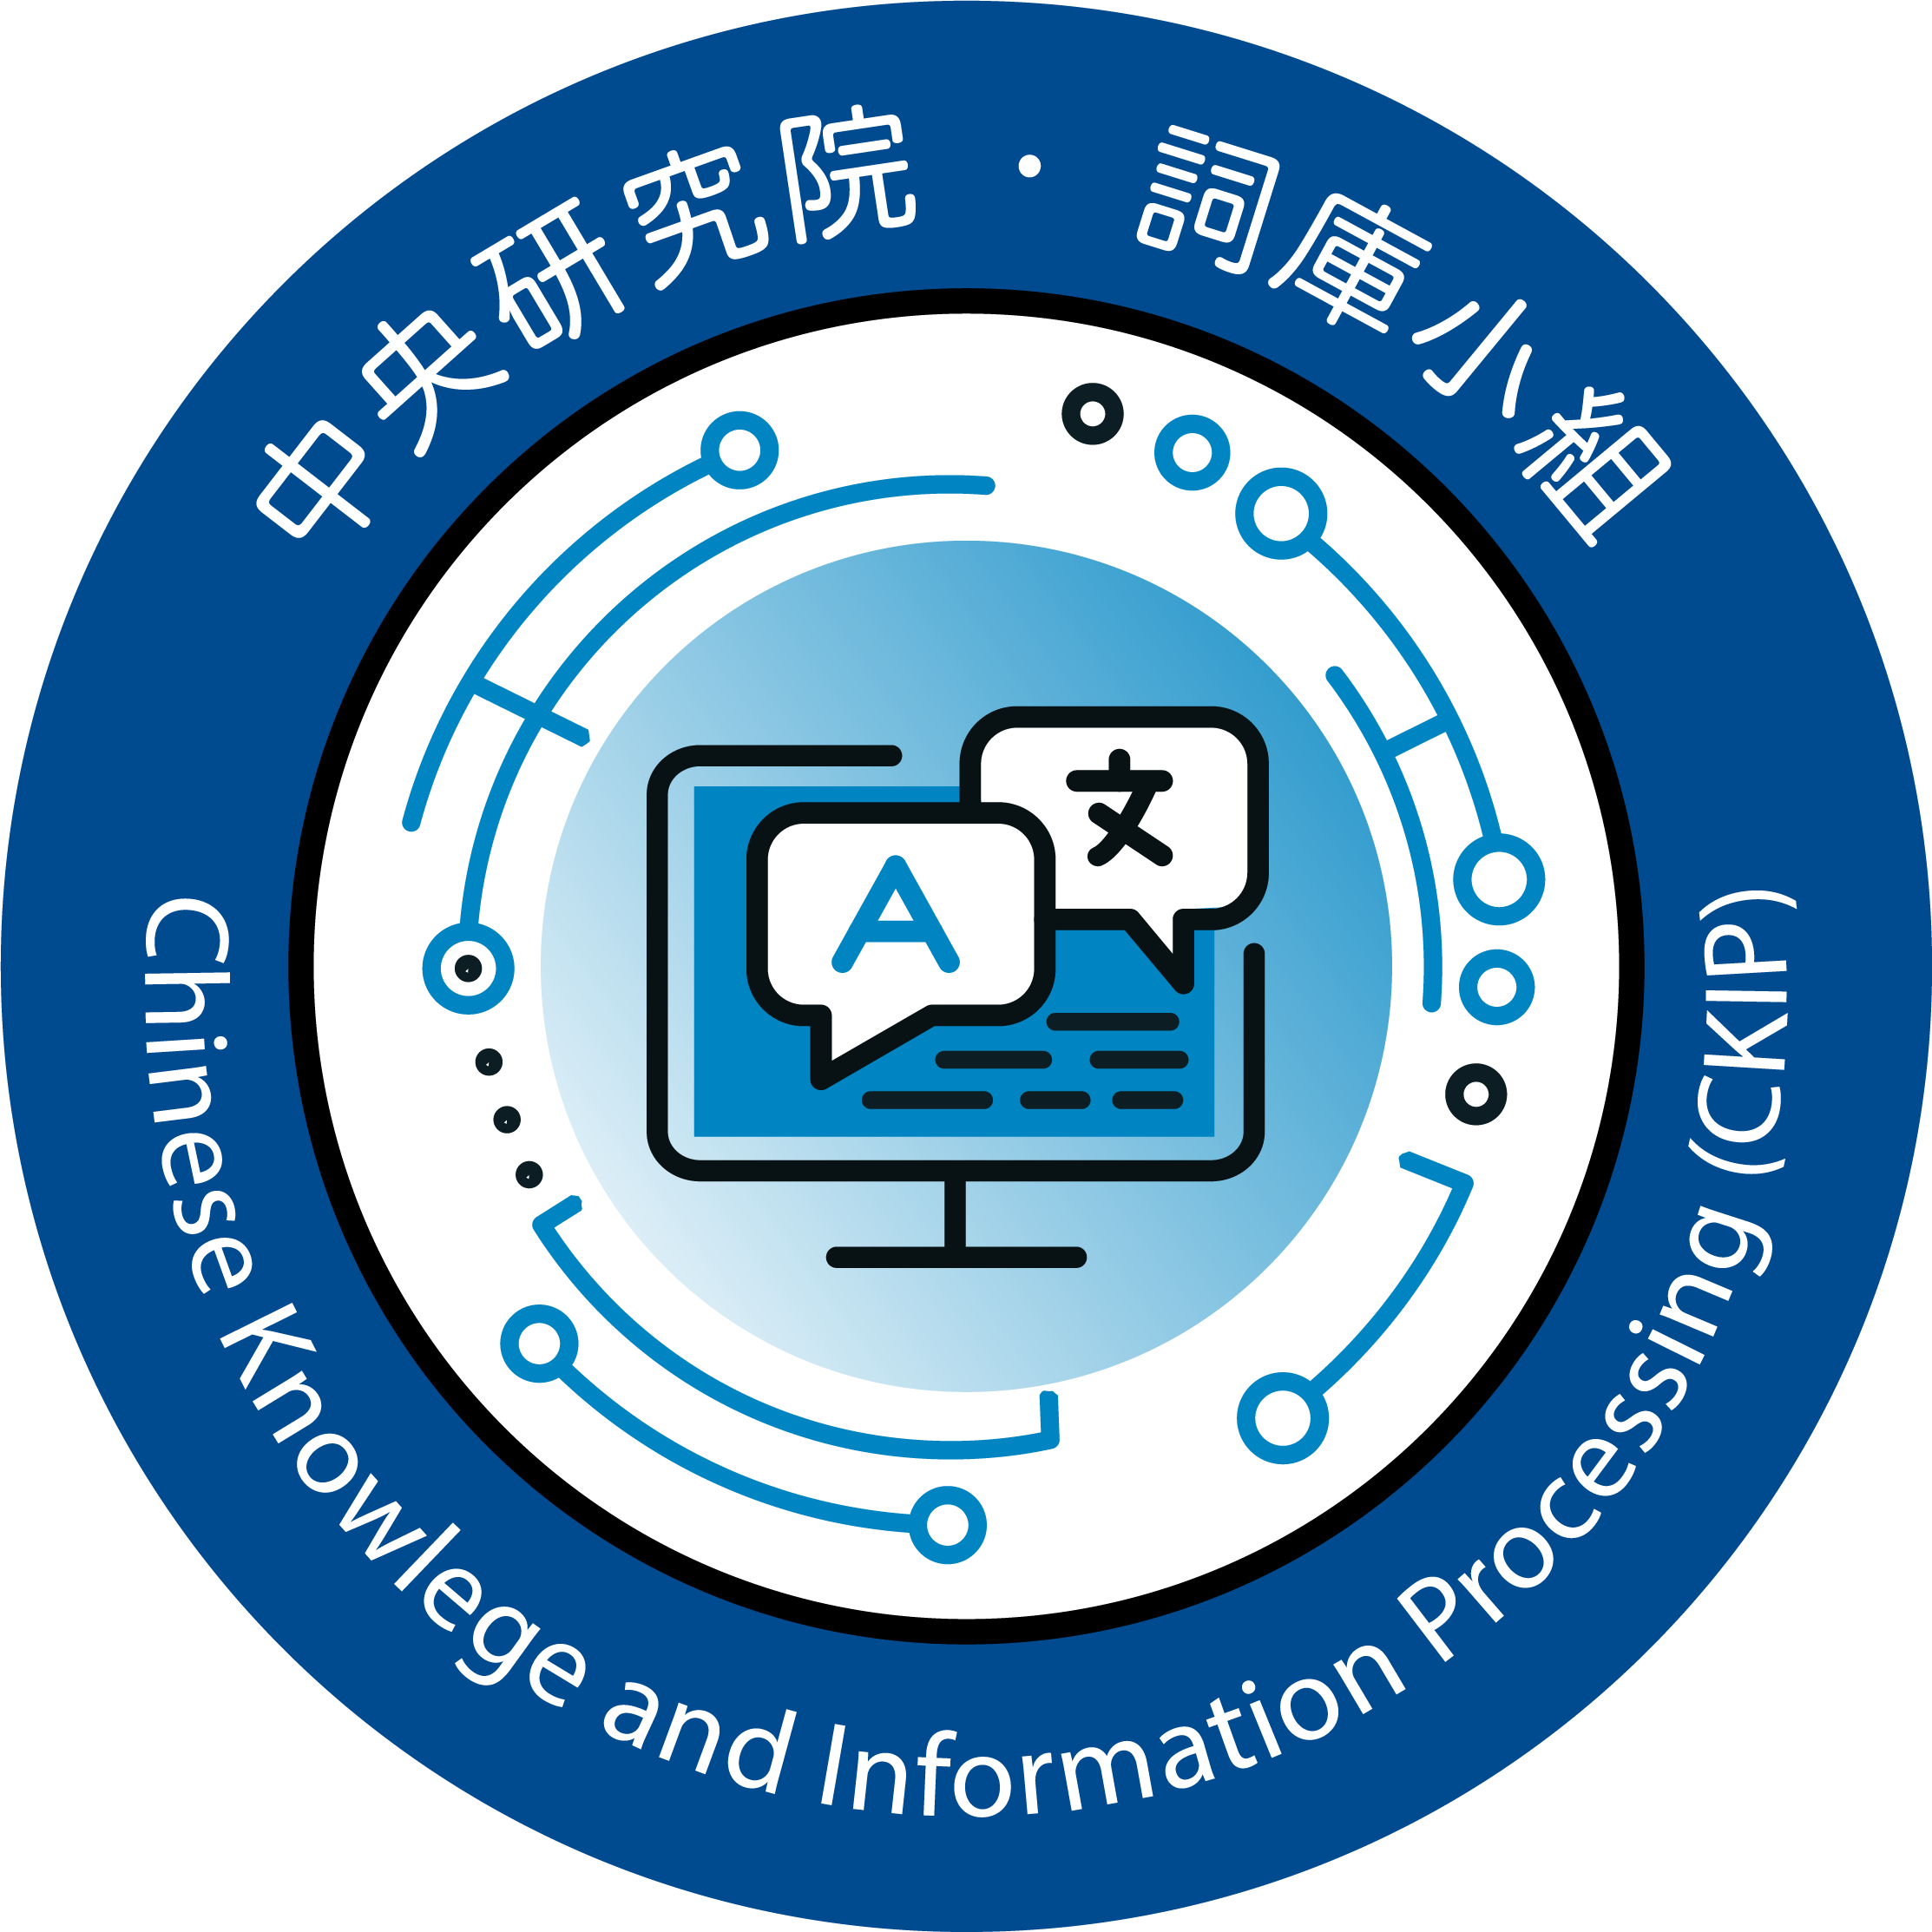 中央研究院・詞庫小組
文
A
Chinese Knowlege and Information Processing (CKIP)